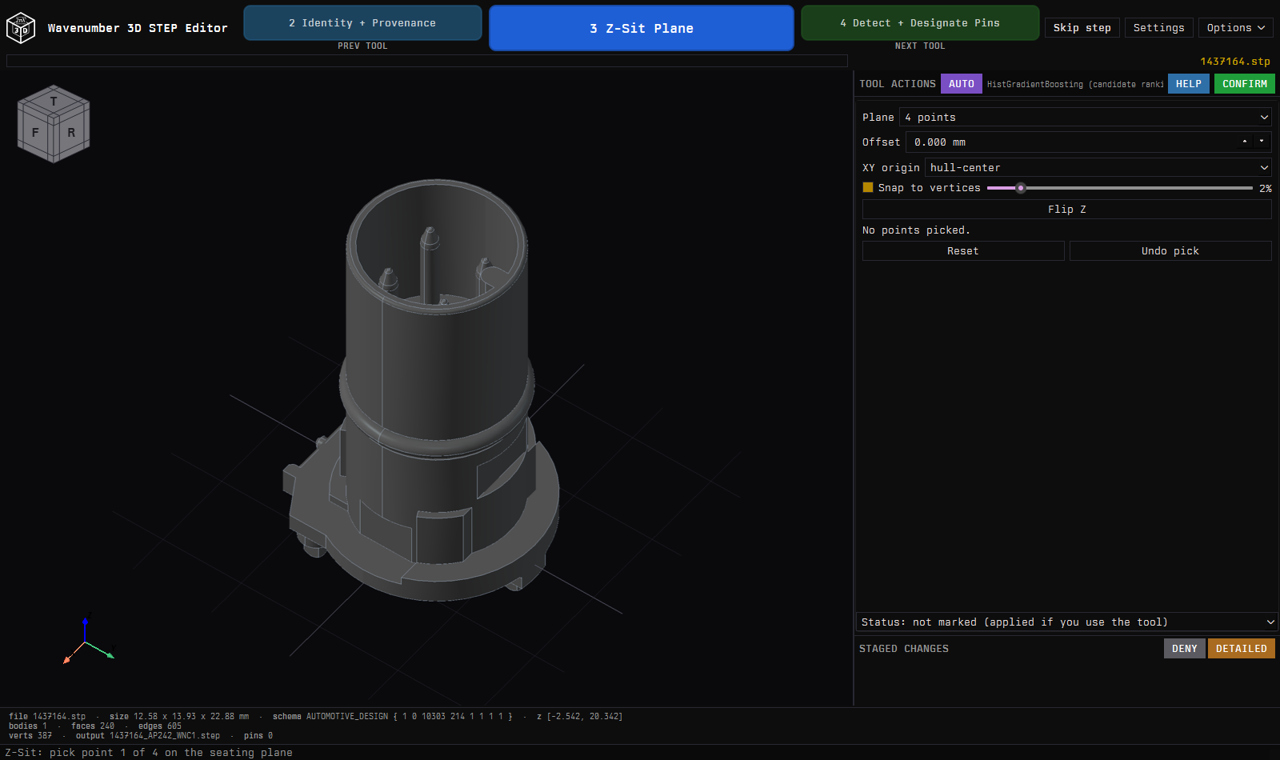 Wavenumber 3D STEP Editor
2 Identity + Provenance
PREV TOOL
3 Z-Sit Plane
4 Detect + Designate Pins
NEXT TOOL
Skip step
Settings
Options
1437164.stp
T
F R
TOOL ACTIONS AUTO HistGradientBoosting (candidate ranki HELP CONFIRM
Plane 4 points
Offset 0.000 mm
XY origin hull-center
Snap to vertices 2%
Flip Z
No points picked.
Reset Undo pick
Status: not marked (applied if you use the tool)
STAGED CHANGES DENY DETAILED
file 1437164.stp · size 12.58 x 13.93 x 22.88 mm · schema AUTOMOTIVE_DESIGN { 1 0 10303 214 1 1 1 1 } · z [-2.542, 20.342]
bodies 1 · faces 240 · edges 605
verts 387 · output 1437164_AP242_WNC1.step · pins 0
Z-Sit: pick point 1 of 4 on the seating plane